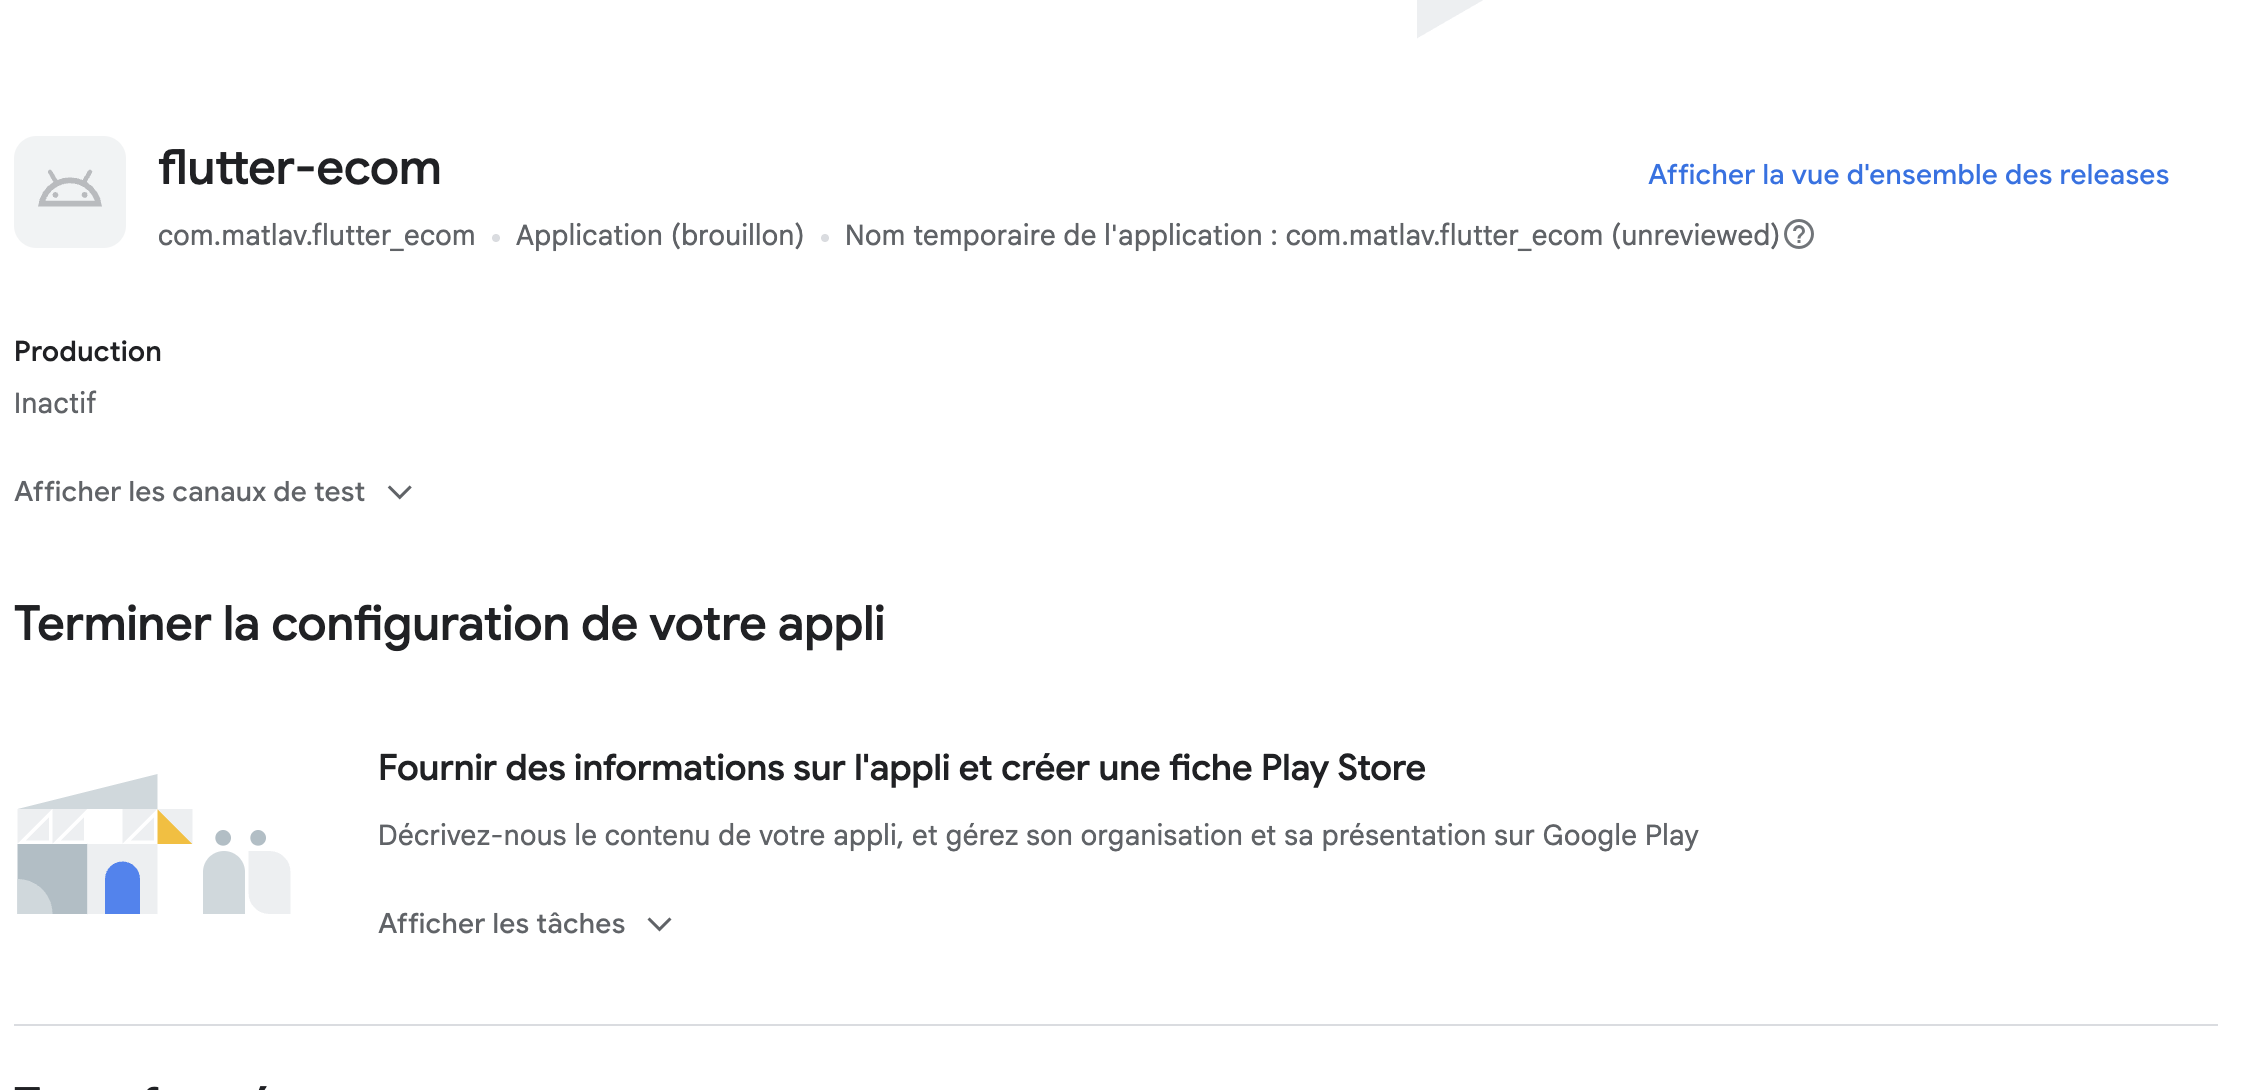 flutter-ecom
Afficher la vue d'ensemble des releases
com.matlav.flutter_ecom • Application (brouillon) • Nom temporaire de l'application : com.matlav.flutter_ecom (unreviewed)
Production
Inactif
Afficher les canaux de test
Terminer la configuration de votre appli
Fournir des informations sur l'appli et créer une fiche Play Store
Décrivez-nous le contenu de votre appli, et gérez son organisation et sa présentation sur Google Play
Afficher les tâches